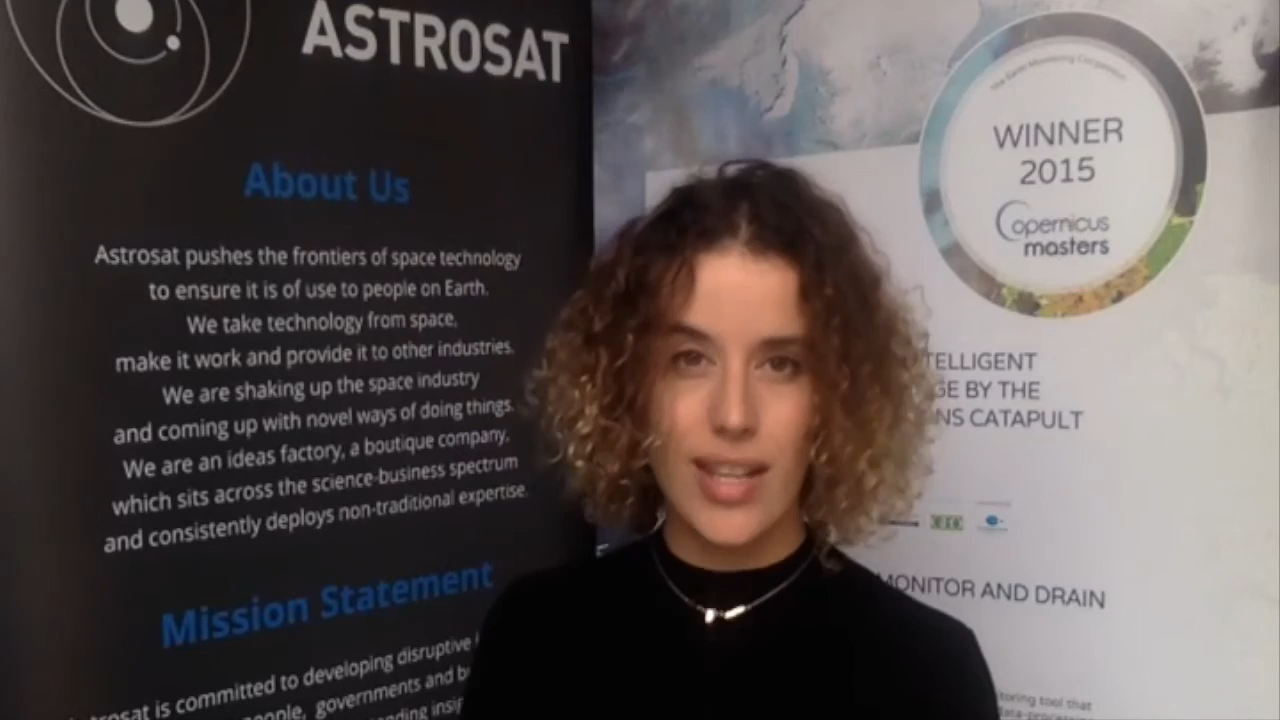 ASTROSAT
About Us
Astrosat pushes the frontiers of space technology
to ensure it is of use to people on Earth.
We take technology from space,
make it work and provide it to other industries.
We are shaking up the space industry
and coming up with novel ways of doing things.
We are an ideas factory, a boutique company,
which sits across the science-business spectrum
and consistently deploys non-traditional expertise.
Mission Statement
is committed to developing disruptive
governments and
WINNER
2015
Copernicus
masters
TELLIGENT
GE BY THE
NS CATAPULT
MONITOR AND DRAIN
toring tool that